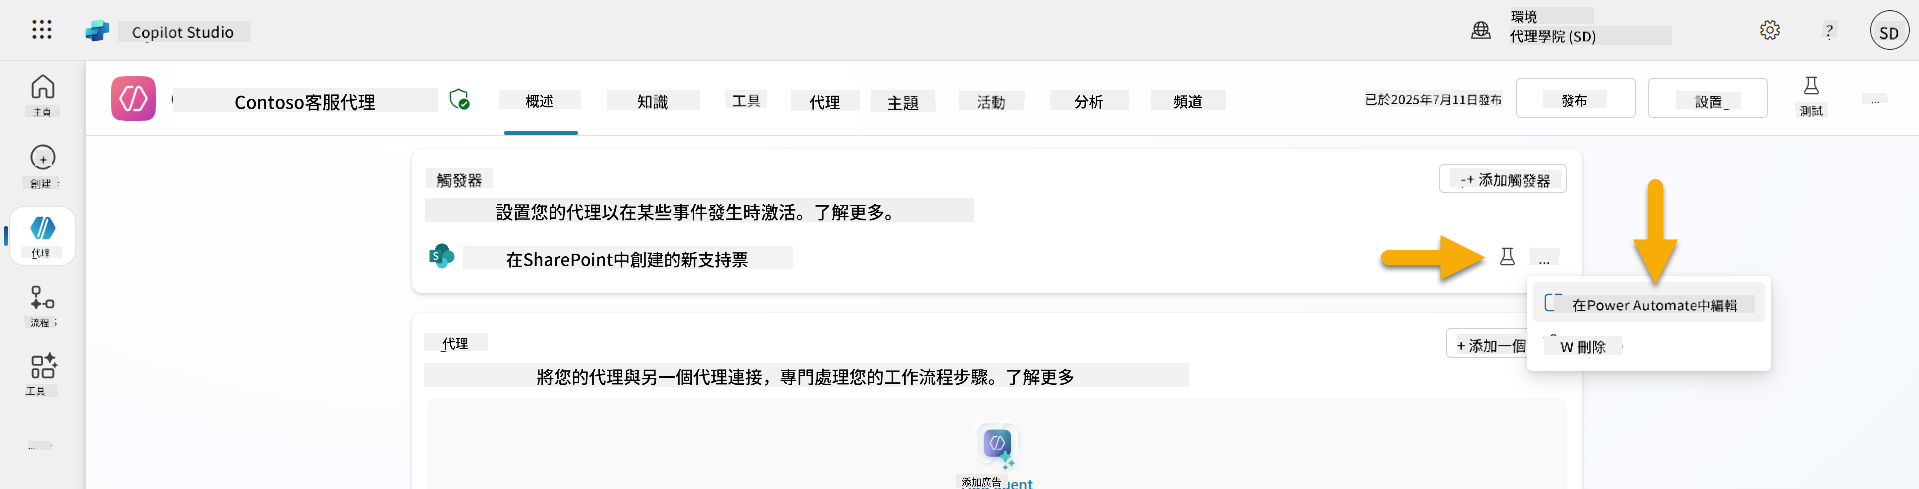 Copilot Studio
環境
代理學院 (SD)
?
SD
主頁
創建
代理
流程
工具
...
Contoso客服代理
概述
知識
工具
代理
主題
活動
分析
頻道
已於2025年7月11日發布
發布
設置
測試
...
觸發器
+ 添加觸發器
設置您的代理以在某些事件發生時激活。了解更多。
在SharePoint中創建的新支持票
...
在Power Automate中編輯
W 刪除
代理
+ 添加一個
將您的代理與另一個代理連接，專門處理您的工作流程步驟。了解更多
添加廣告